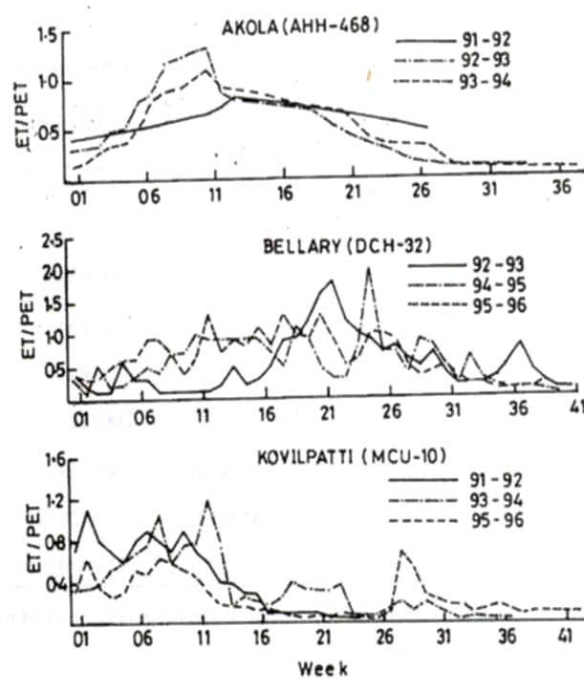 AKOLA (AHH-468)
91-92
92-93
93-94
1.5
1.0
0.5
ET/PET
01 06 11 16 21 26 31 36
BELLARY (DCH-32)
92-93
94-95
95-96
2.5
2.0
1.5
1.0
0.5
ET/PET
01 06 11 16 21 26 31 36 41
KOVILPATTI (MCU-10)
91-92
93-94
95-96
1.6
1.2
0.8
0.4
ET/PET
01 06 11 16 21 26 31 36 41
Week